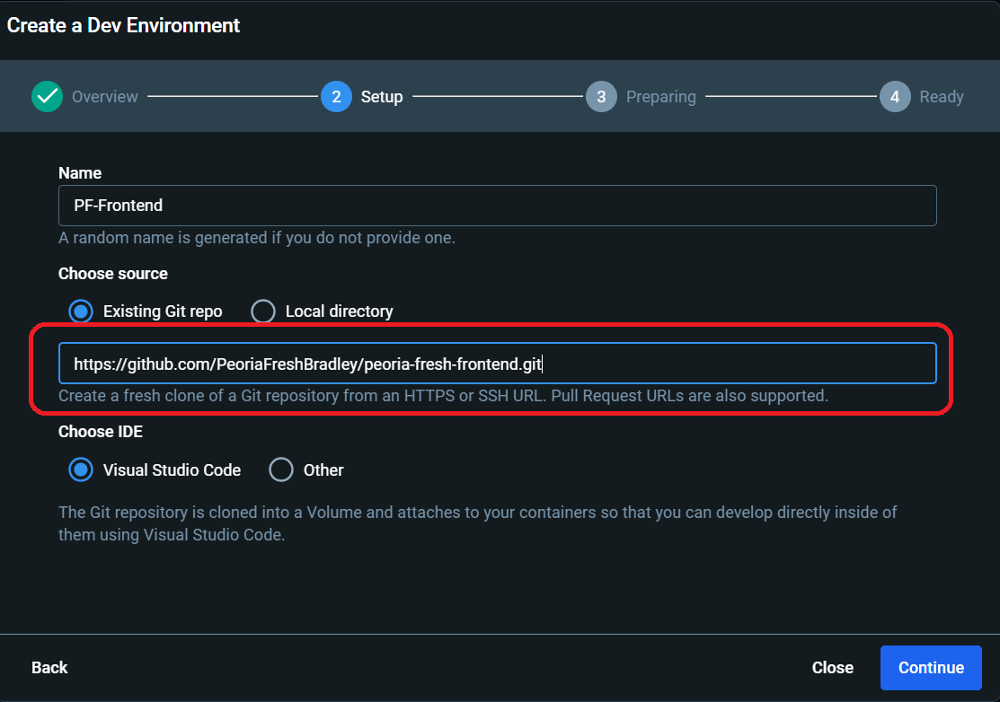 Create a Dev Environment
Overview
2 Setup
3 Preparing
4 Ready
Name
PF-Frontend
A random name is generated if you do not provide one.
Choose source
Existing Git repo Local directory
https://github.com/PeoriaFreshBradley/peoria-fresh-frontend.git
Create a fresh clone of a Git repository from an HTTPS or SSH URL. Pull Request URLs are also supported.
Choose IDE
Visual Studio Code Other
The Git repository is cloned into a Volume and attaches to your containers so that you can develop directly inside of
them using Visual Studio Code.
Back Close Continue